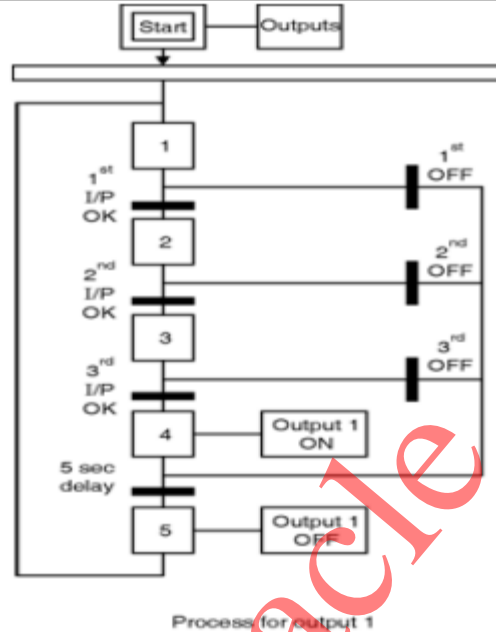 Start
Outputs
1
1st
I/P
OK
1st
OFF
2
2nd
I/P
OK
2nd
OFF
3
3rd
I/P
OK
3rd
OFF
4
Output 1
ON
5 sec
delay
5
Output 1
OFF
Process for output 1
acle